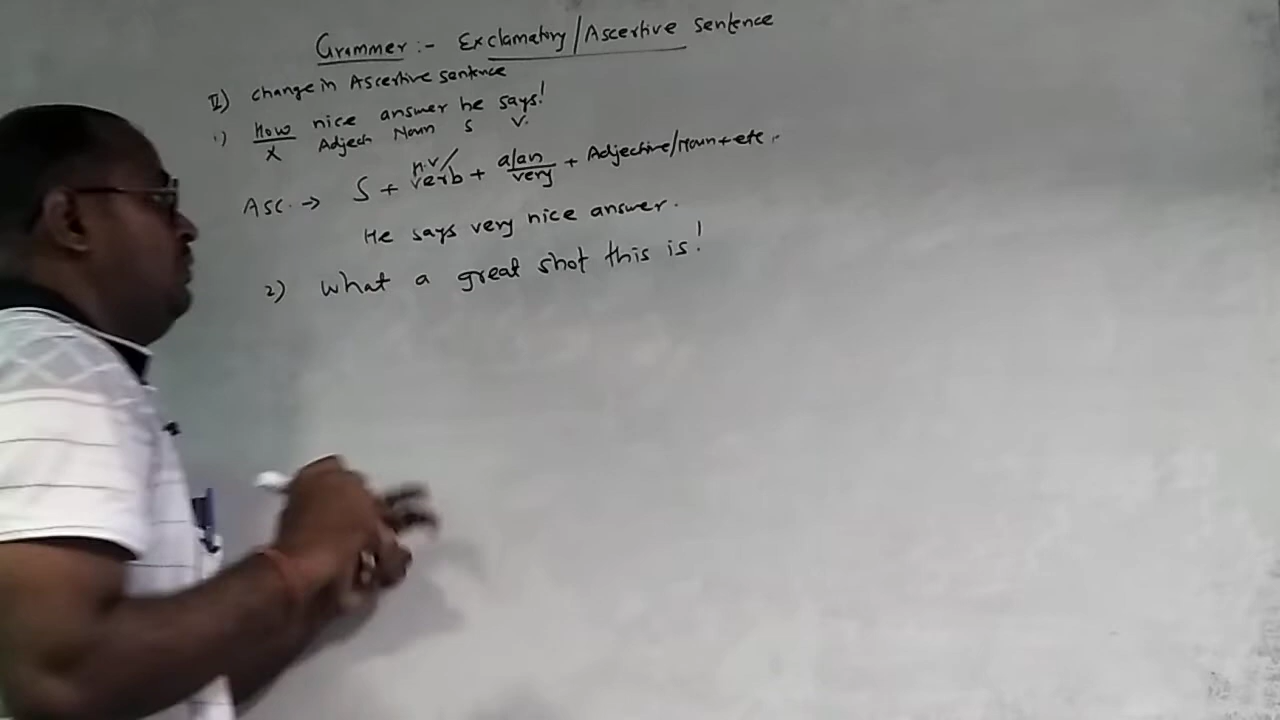 Grammer :- Exclamatory/Ascertive sentence
II) change in Ascertive sentence
1) How nice answer he says!
X Adject Noun S V.
H.V/
Asc. → S + verb + a/an/very + Adjective/Noun + etc.
He says very nice answer.
2) What a great shot this is!